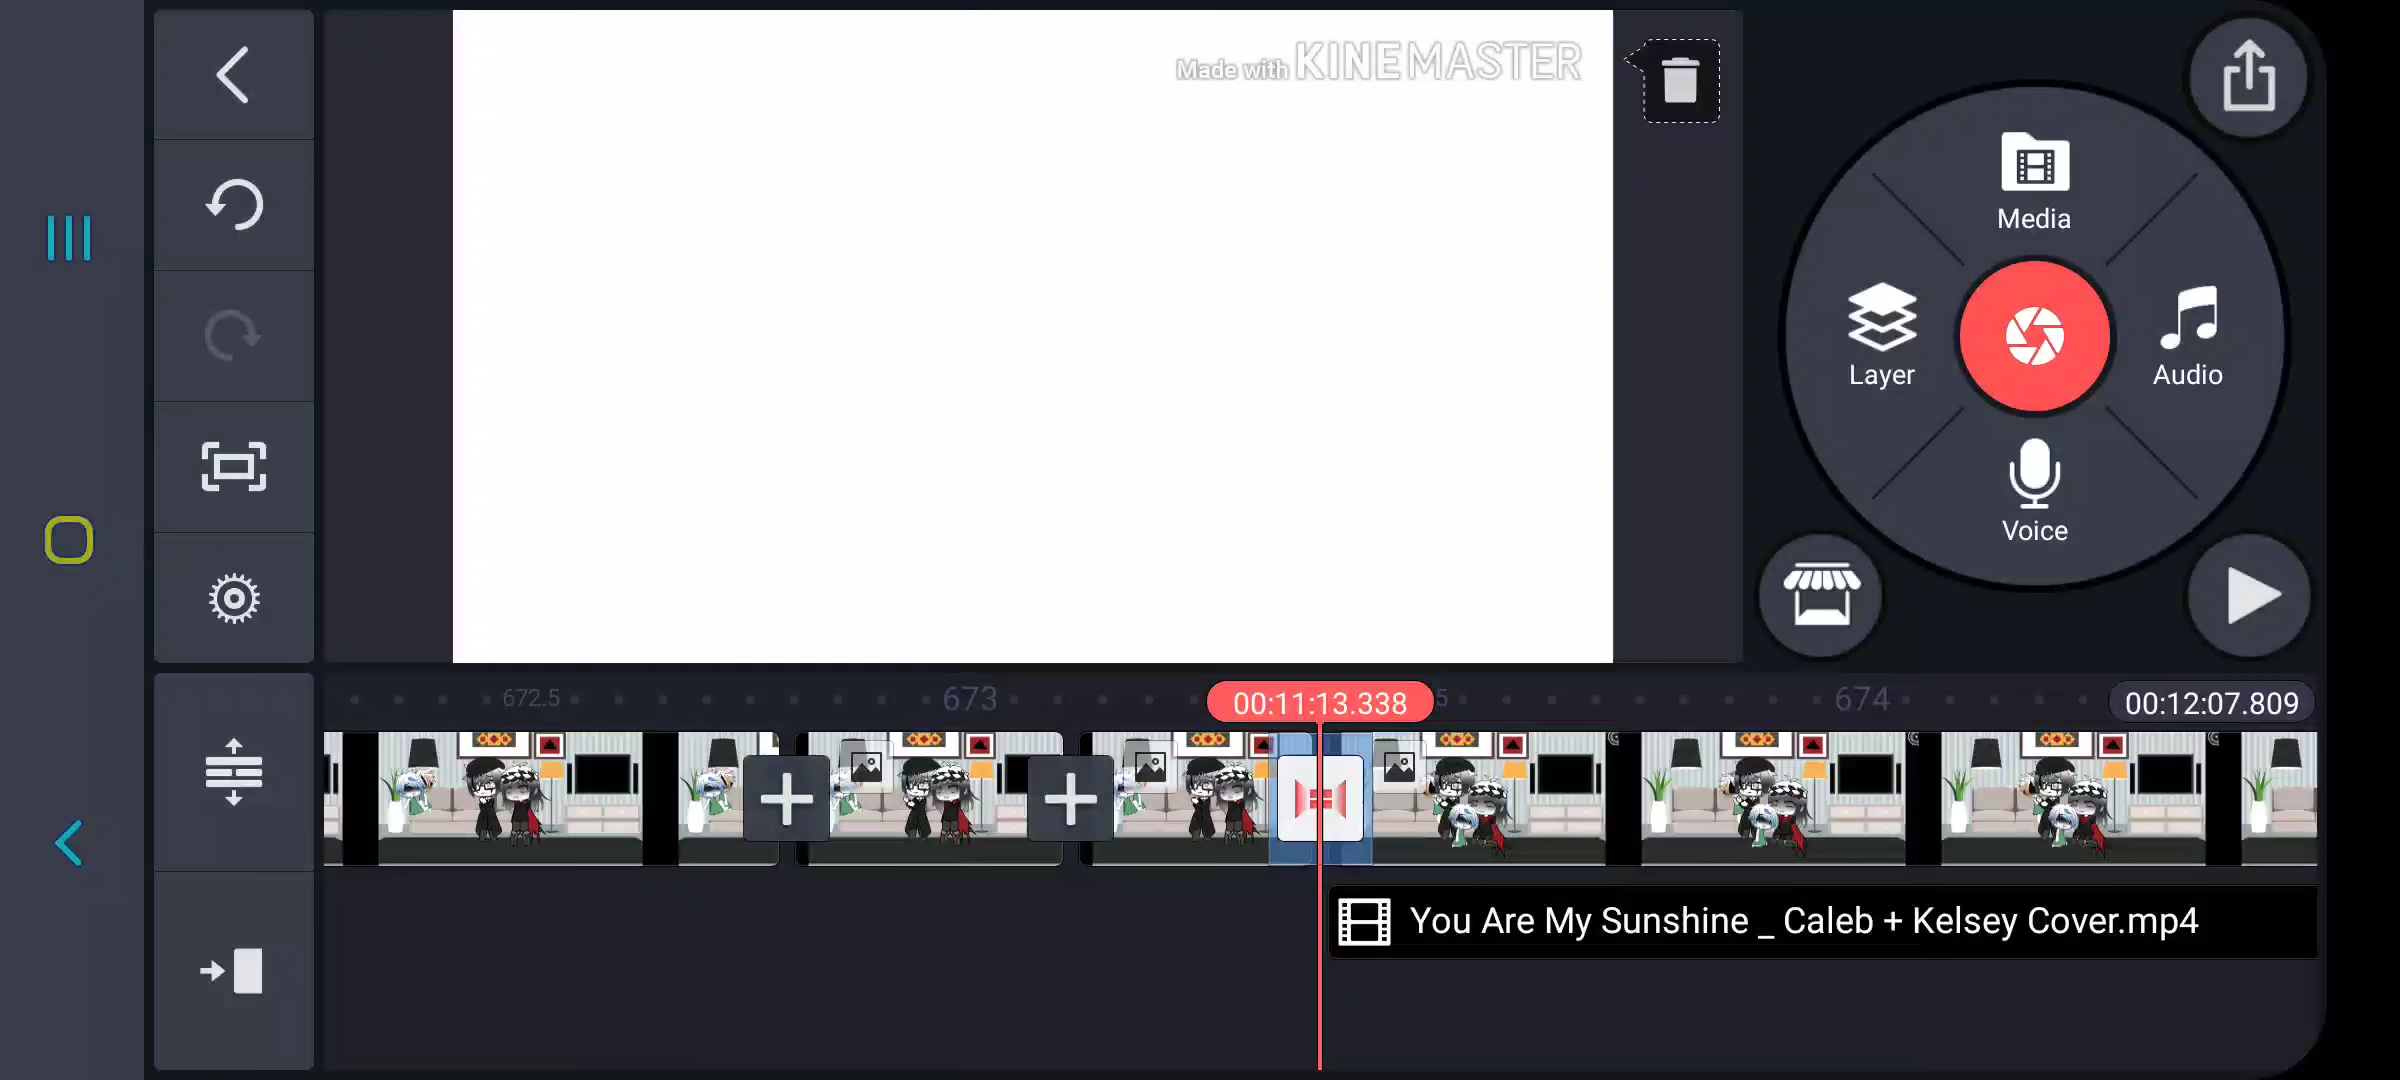 Made with KINEMASTER
Media
Layer
Audio
Voice
672.5
673
00:11:13.338
5
674
00:12:07.809
You Are My Sunshine _ Caleb + Kelsey Cover.mp4